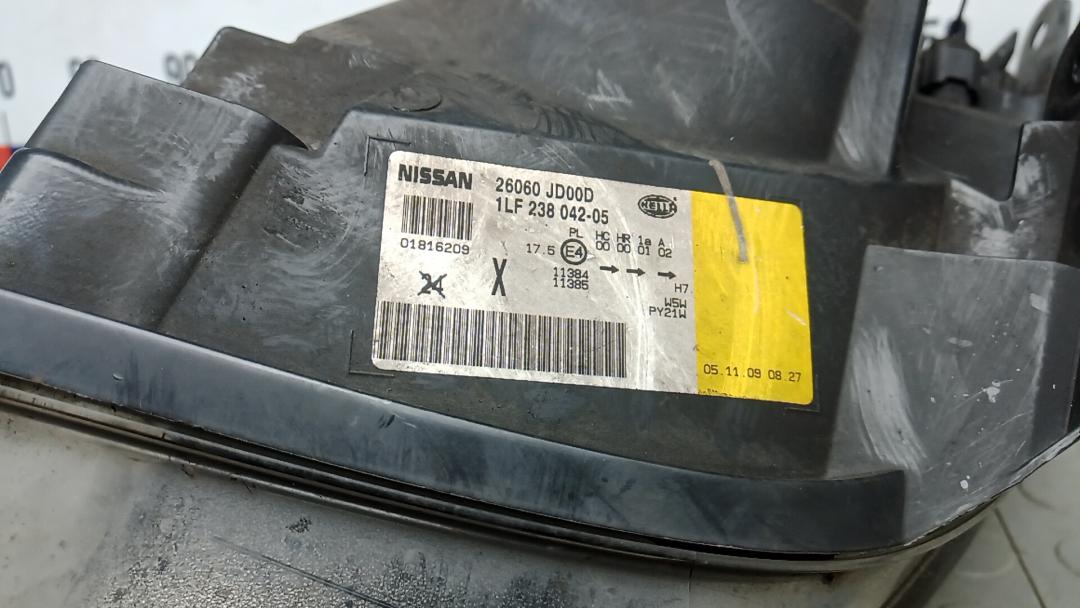 NISSAN 26060 JD00D
1LF 238 042-05
HELLA
01816209
PL HC HR 1a A
17.5 E4 00 00 01 02
11384
11385
H7
W5W
PY21W
24 X
05.11.09 08.27